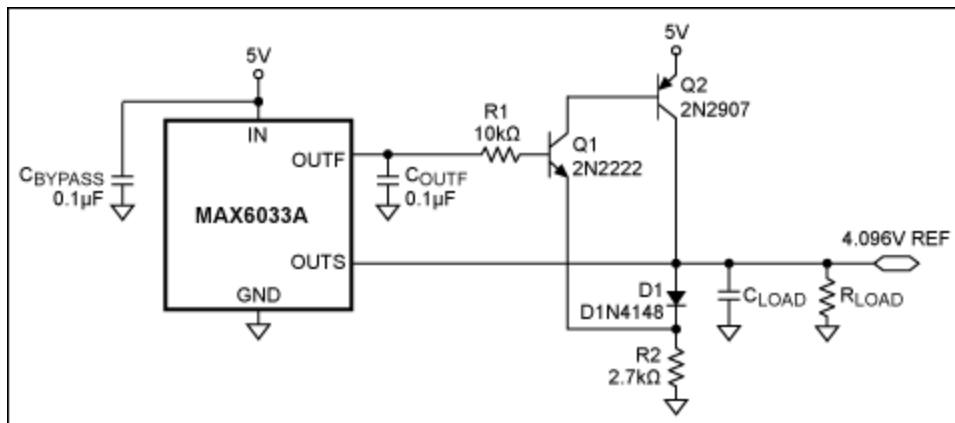 5V
5V
Q2
2N2907
R1
10kΩ
IN
OUTF
Q1
2N2222
CBYPASS
0.1µF
COUTF
0.1µF
MAX6033A
4.096V REF
OUTS
GND
D1
D1N4148
CLOAD
RLOAD
R2
2.7kΩ